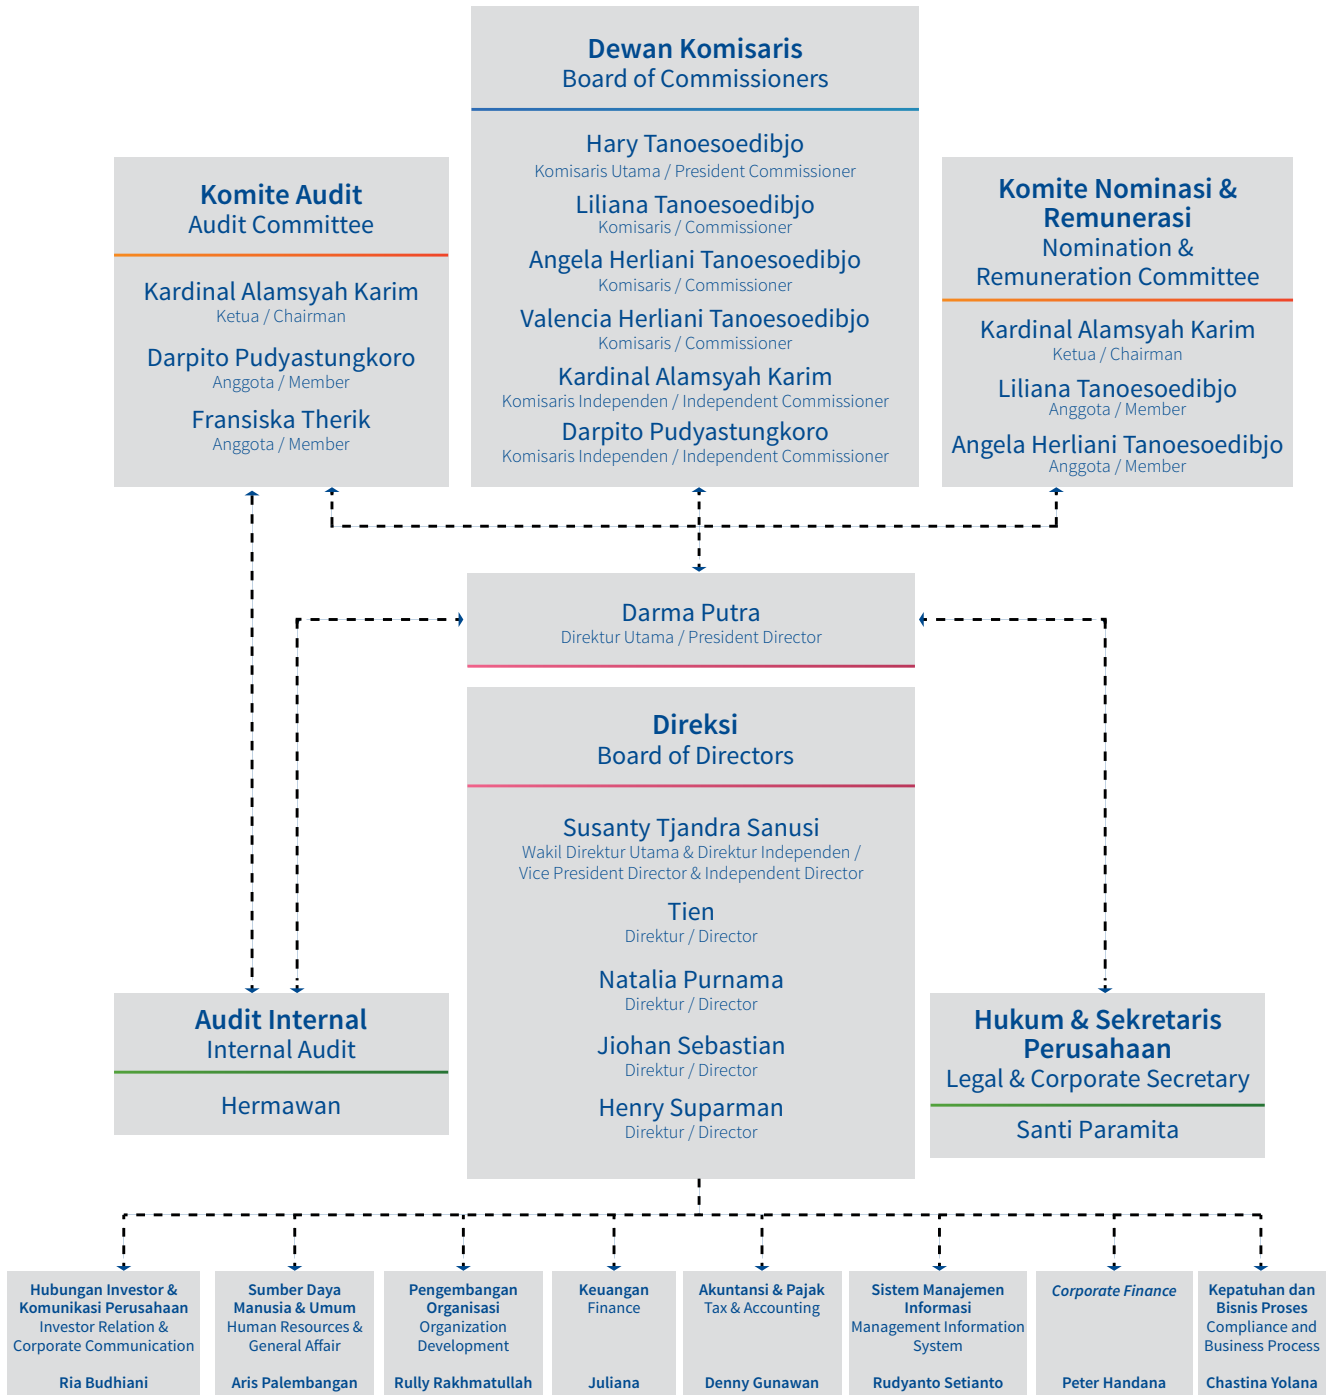 Dewan Komisaris
Board of Commissioners
Hary Tanoesoedibjo
Komisaris Utama / President Commissioner
Liliana Tanoesoedibjo
Komisaris / Commissioner
Angela Herliani Tanoesoedibjo
Komisaris / Commissioner
Valencia Herliani Tanoesoedibjo
Komisaris / Commissioner
Kardinal Alamsyah Karim
Komisaris Independen / Independent Commissioner
Darpito Pudyastungkoro
Komisaris Independen / Independent Commissioner
Komite Audit
Audit Committee
Kardinal Alamsyah Karim
Ketua / Chairman
Darpito Pudyastungkoro
Anggota / Member
Fransiska Therik
Anggota / Member
Komite Nominasi &
Remunerasi
Nomination &
Remuneration Committee
Kardinal Alamsyah Karim
Ketua / Chairman
Liliana Tanoesoedibjo
Anggota / Member
Angela Herliani Tanoesoedibjo
Anggota / Member
Darma Putra
Direktur Utama / President Director
Direksi
Board of Directors
Susanty Tjandra Sanusi
Wakil Direktur Utama & Direktur Independen /
Vice President Director & Independent Director
Tien
Direktur / Director
Natalia Purnama
Direktur / Director
Jiohan Sebastian
Direktur / Director
Henry Suparman
Direktur / Director
Audit Internal
Internal Audit
Hermawan
Hukum & Sekretaris
Perusahaan
Legal & Corporate Secretary
Santi Paramita
Hubungan Investor &
Komunikasi Perusahaan
Investor Relation &
Corporate Communication
Ria Budhiani
Sumber Daya
Manusia & Umum
Human Resources &
General Affair
Aris Palembangan
Pengembangan
Organisasi
Organization
Development
Rully Rakhmatullah
Keuangan
Finance
Juliana
Akuntansi & Pajak
Tax & Accounting
Denny Gunawan
Sistem Manajemen
Informasi
Management Information
System
Rudyanto Setianto
Corporate Finance
Peter Handana
Kepatuhan dan
Bisnis Proses
Compliance and
Business Process
Chastina Yolana